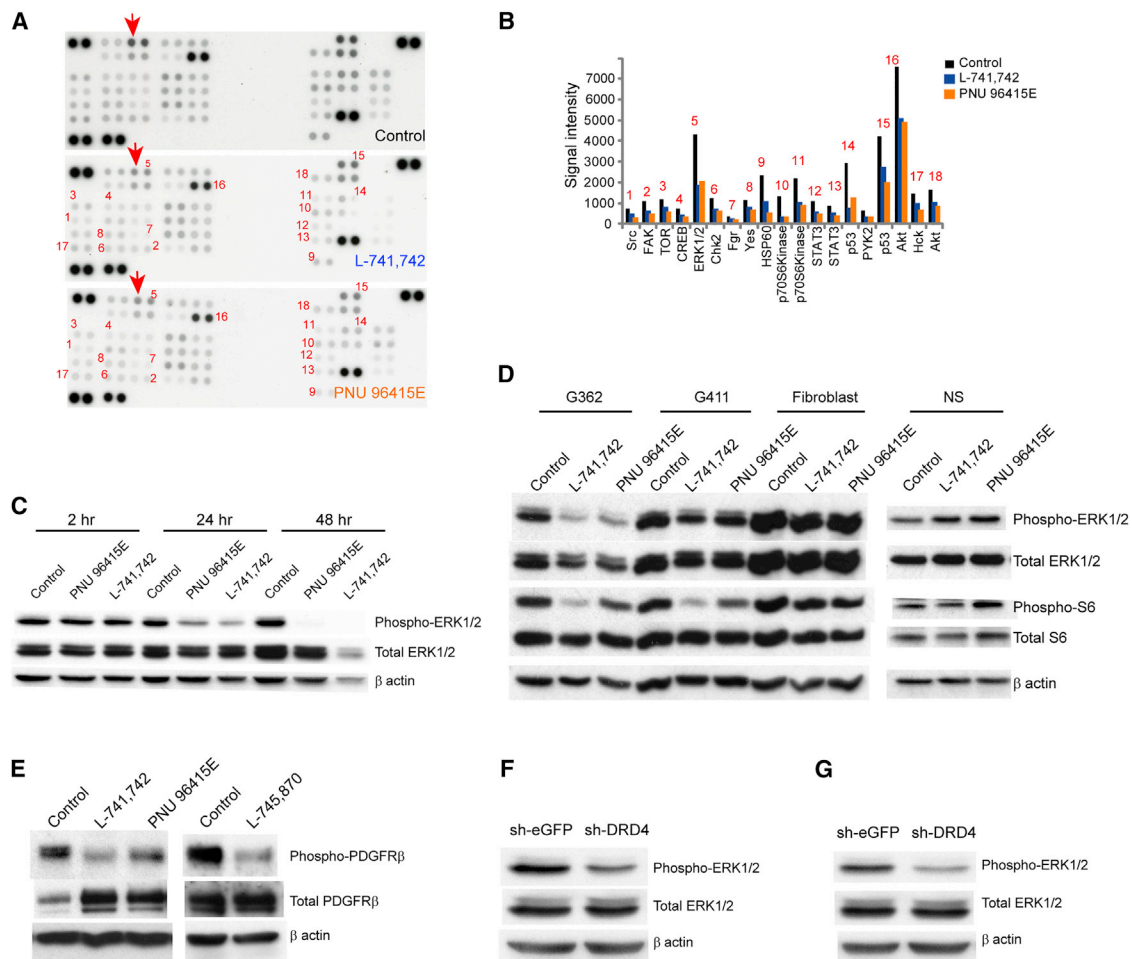 A
Control
5
15
3
4
18
16
14
11
1
10
8
7
12
17
6
2
13
9
L-741,742
5
15
3
4
18
16
14
11
1
10
8
7
12
17
6
2
13
9
PNU 96415E
B
Signal intensity
7000
6000
5000
4000
3000
2000
1000
0
Control
L-741,742
PNU 96415E
1
2
3
4
5
6
7
8
9
10
11
12
13
14
15
16
17
18
Src
FAK
TOR
CREB
ERK1/2
Chk2
Fgr
Yes
HSP60
p70S6Kinase
p70S6Kinase
STAT3
STAT3
p53
PYK2
p53
Akt
Hck
Akt
C
2 hr 24 hr 48 hr
Control PNU 96415E L-741,742 Control PNU 96415E L-741,742 Control PNU 96415E L-741,742
Phospho-ERK1/2
Total ERK1/2
β actin
D
G362 G411 Fibroblast NS
Control L-741,742 PNU 96415E Control L-741,742 PNU 96415E Control L-741,742 PNU 96415E Control L-741,742 PNU 96415E
Phospho-ERK1/2
Total ERK1/2
Phospho-S6
Total S6
β actin
E
Control L-741,742 PNU 96415E Control L-745,870
Phospho-PDGFRβ
Total PDGFRβ
β actin
F
sh-eGFP sh-DRD4
Phospho-ERK1/2
Total ERK1/2
β actin
G
sh-eGFP sh-DRD4
Phospho-ERK1/2
Total ERK1/2
β actin